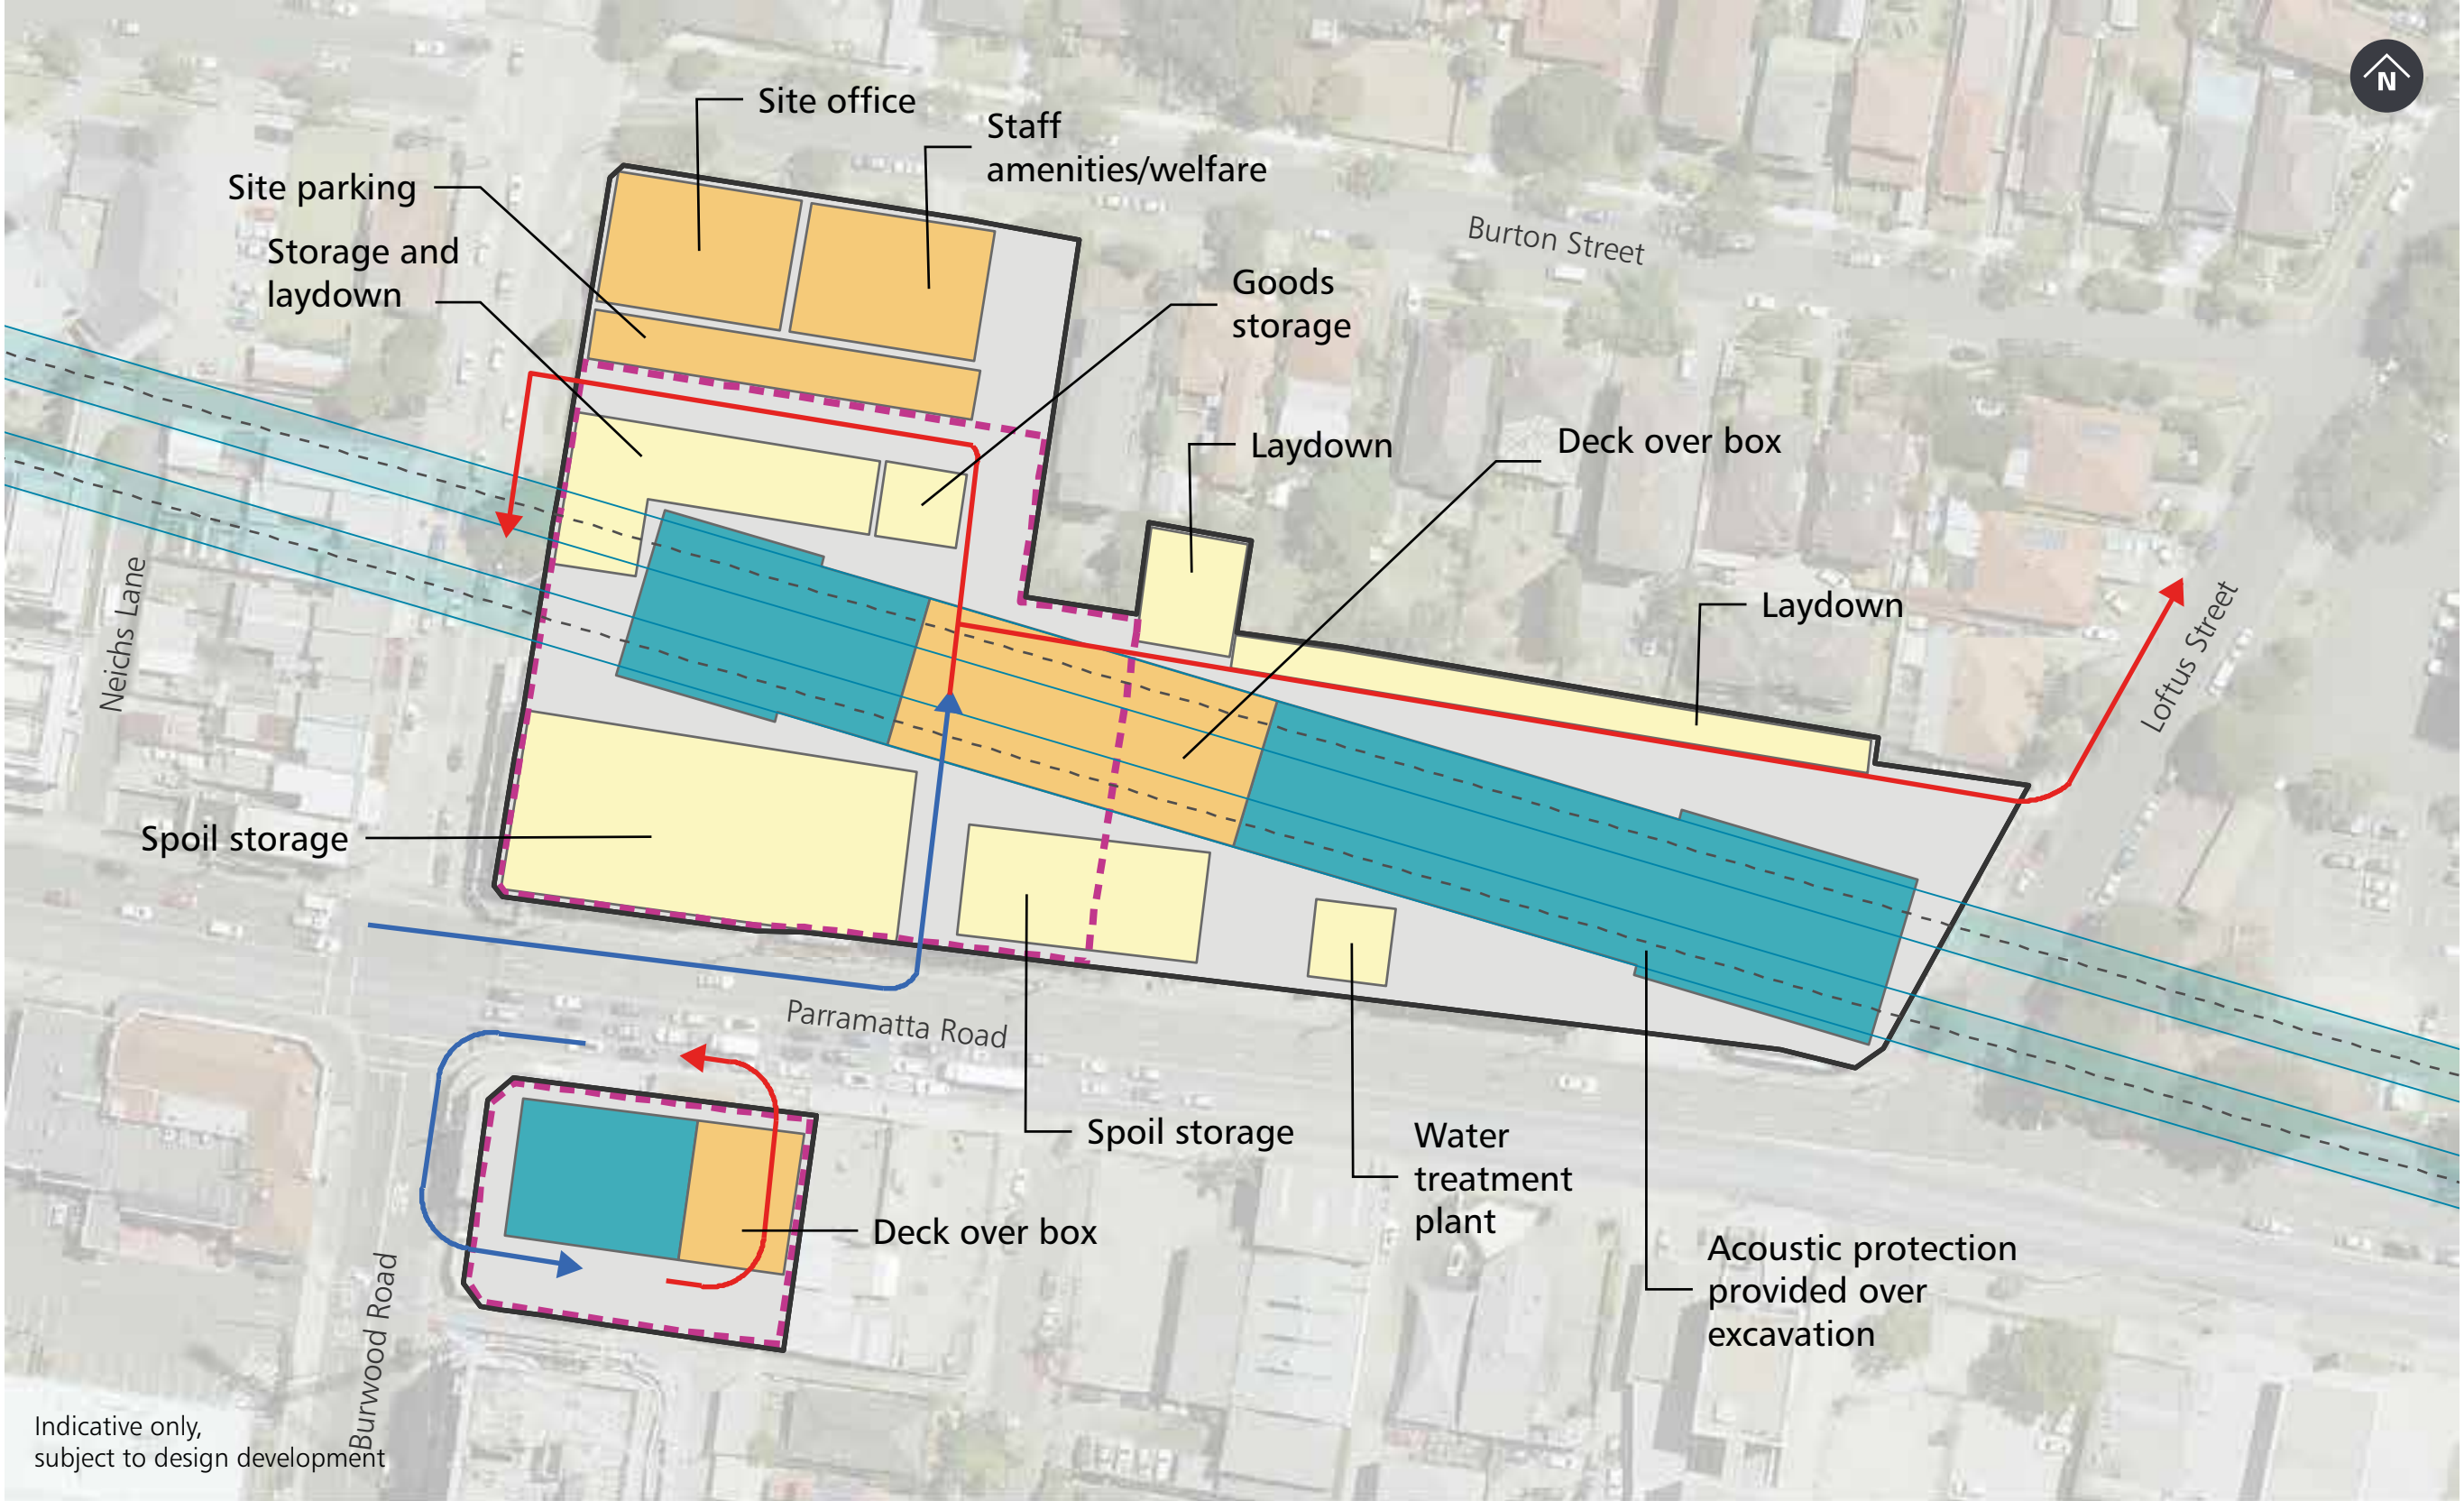 N
Site office
Staff
amenities/welfare
Site parking
Storage and
laydown
Burton Street
Goods
storage
Laydown
Deck over box
Laydown
Neichs Lane
Loftus Street
Spoil storage
Parramatta Road
Spoil storage
Water
treatment
plant
Deck over box
Acoustic protection
provided over
excavation
Burwood Road
Indicative only,
subject to design development